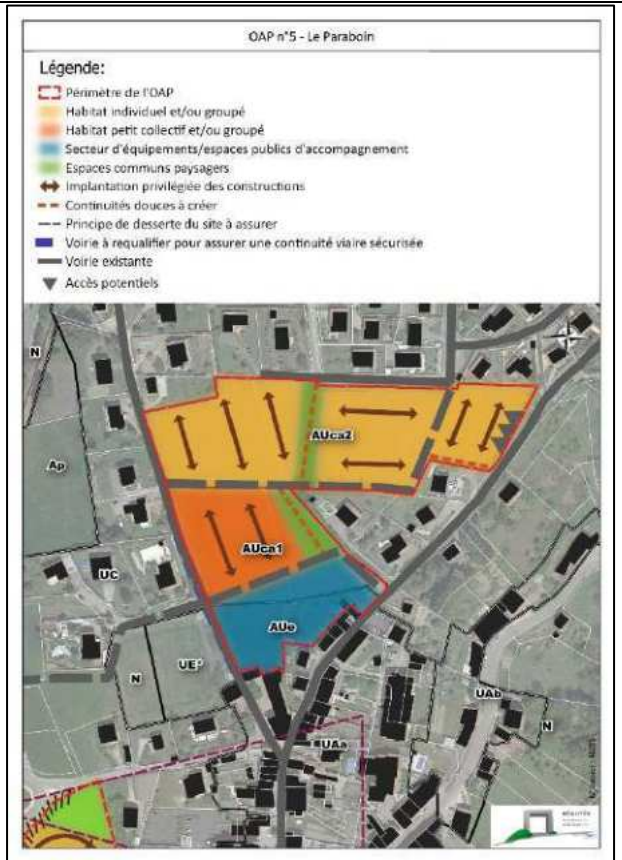 OAP n°5 - Le Paraboin
Légende:
Périmètre de l'OAP
Habitat individuel et/ou groupé
Habitat petit collectif et/ou groupé
Secteur d'équipements/espaces publics d'accompagnement
Espaces communs paysagers
Implantation privilégiée des constructions
Continuités douces à créer
Principe de desserte du site à assurer
Voirie à requalifier pour assurer une continuité viaire sécurisée
Voirie existante
Accès potentiels
N
AUca2
Ap
AUca1
UC
AUe
N
UE
UAb
N
UAa